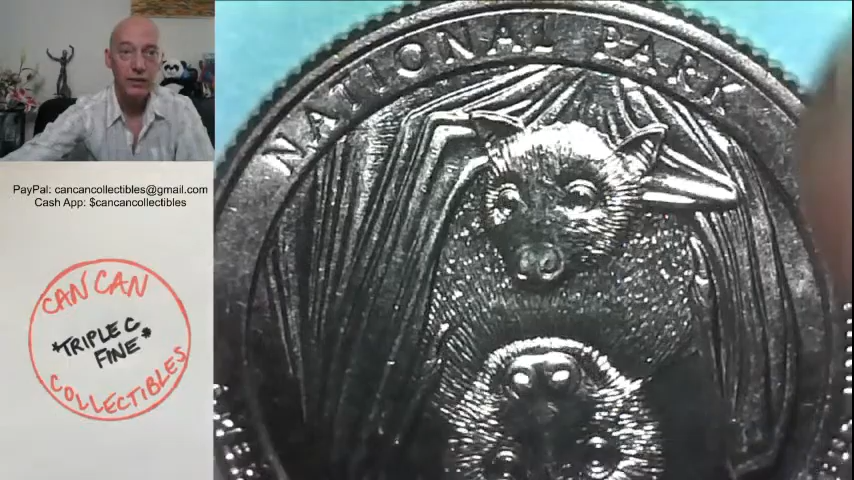 NATIONAL PARK
PayPal: cancancollectibles@gmail.com
Cash App: $cancancollectibles
CAN CAN
*TRIPLE C
FINE*
COLLECTIBLES